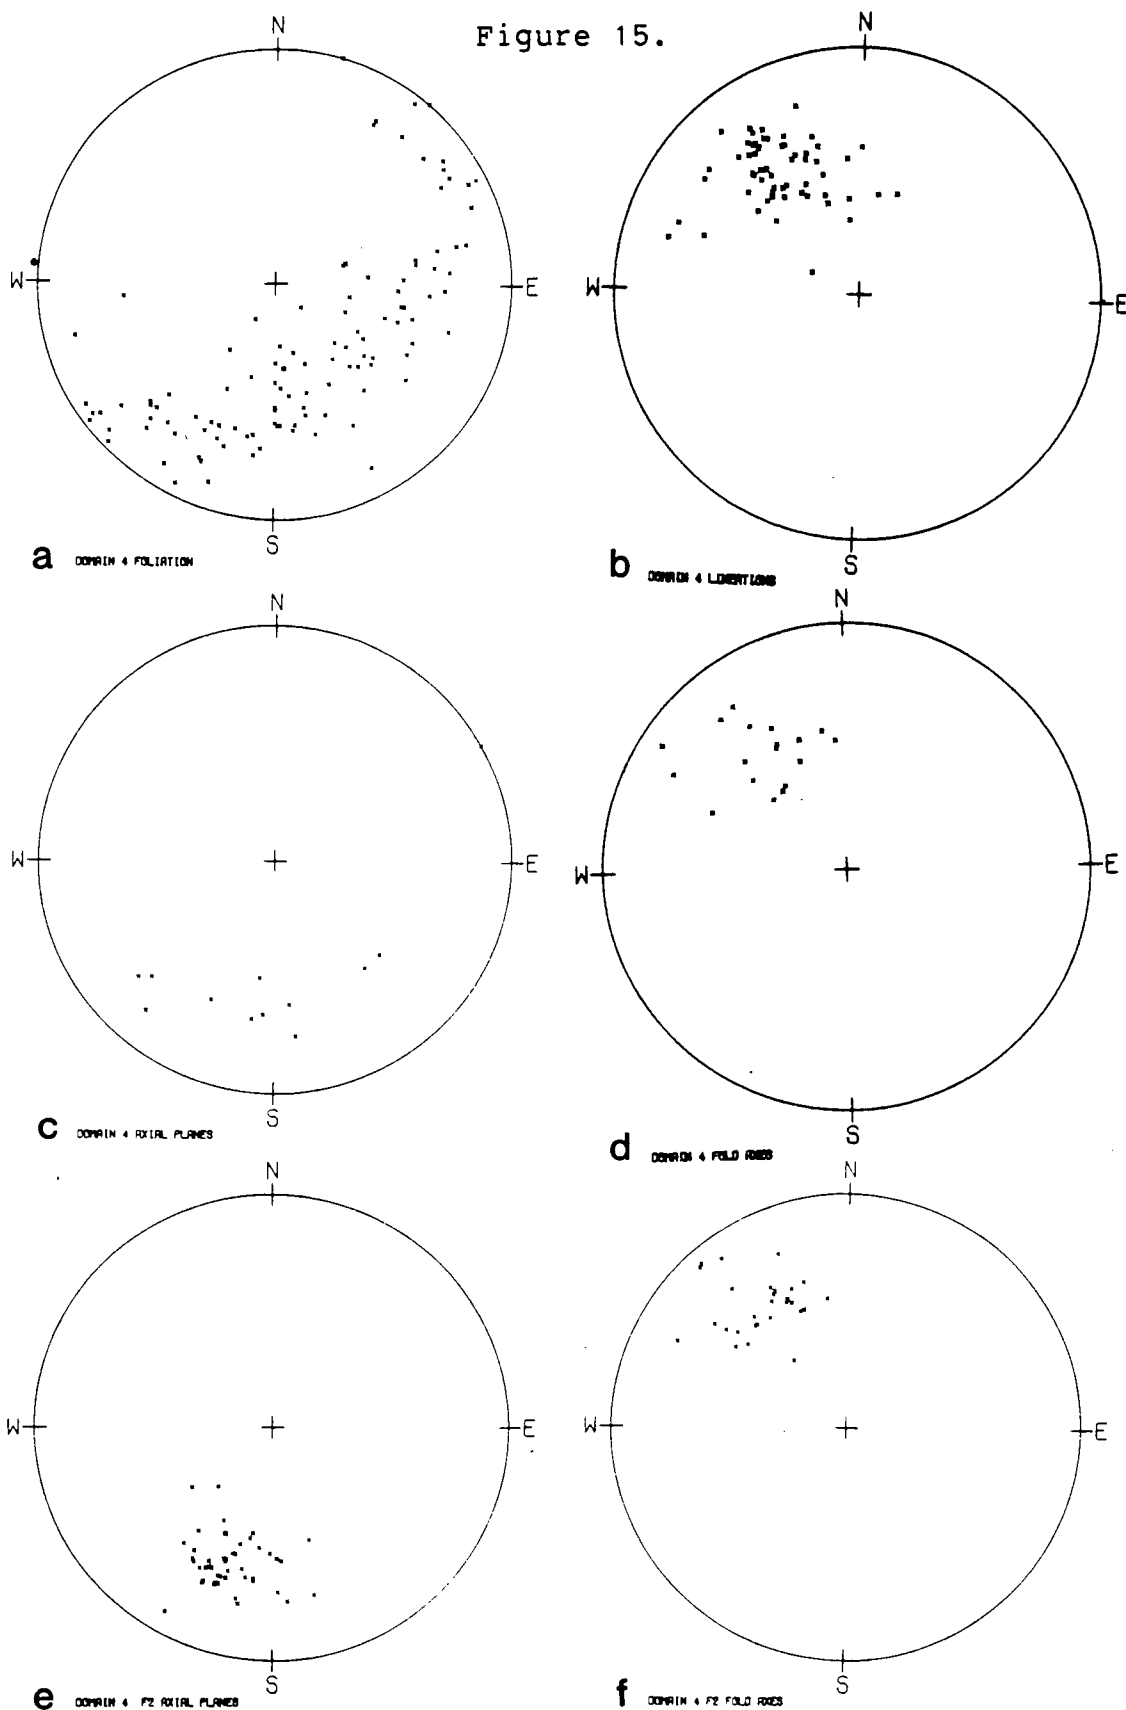 Figure 15.
N
W
E
S
a DOMAIN 4 FOLIATION
N
W
E
S
b DOMAIN 4 LINEATIONS
N
W
E
S
c DOMAIN 4 AXIAL PLANES
N
W
E
S
d DOMAIN 4 FOLD AXES
N
W
E
S
e DOMAIN 4 F2 AXIAL PLANES
N
W
E
S
f DOMAIN 4 F2 FOLD AXES